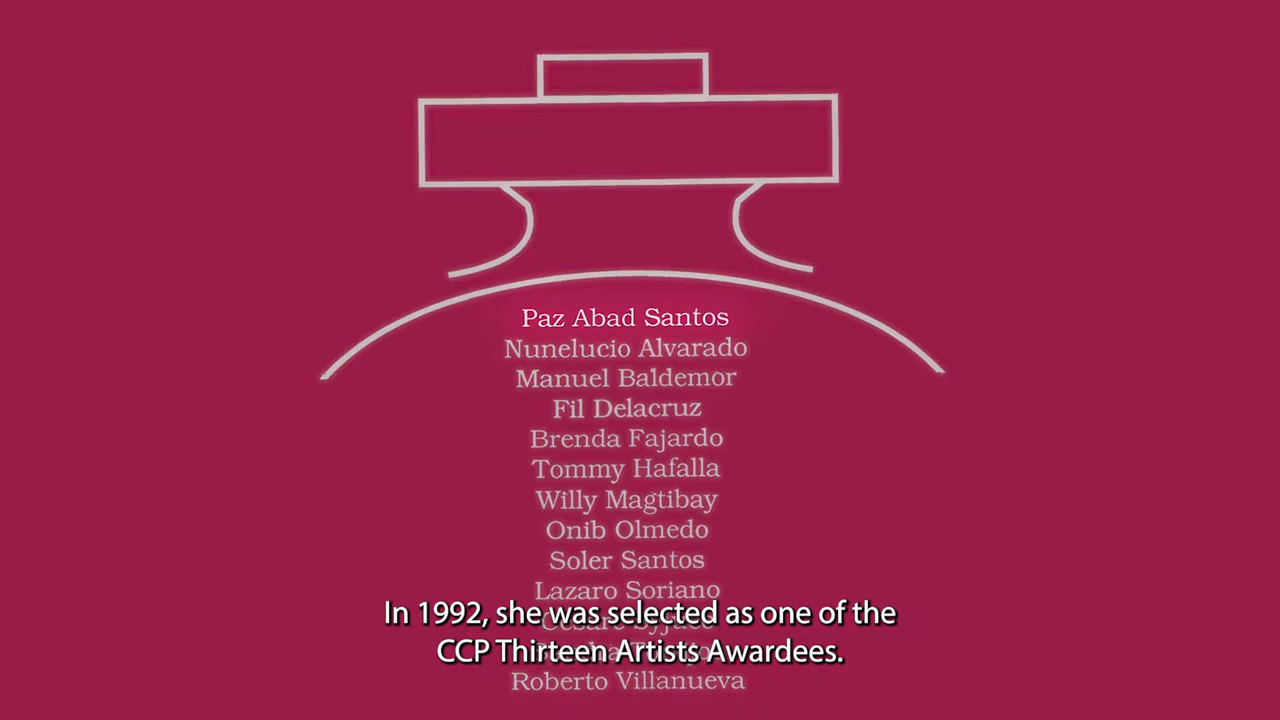 Paz Abad Santos
Nunelucio Alvarado
Manuel Baldemor
Fil Delacruz
Brenda Fajardo
Tommy Hafalla
Willy Magtibay
Onib Olmedo
Soler Santos
Lazaro Soriano
In 1992, she was selected as one of the
CCP Thirteen Artists Awardees.
Roberto Villanueva